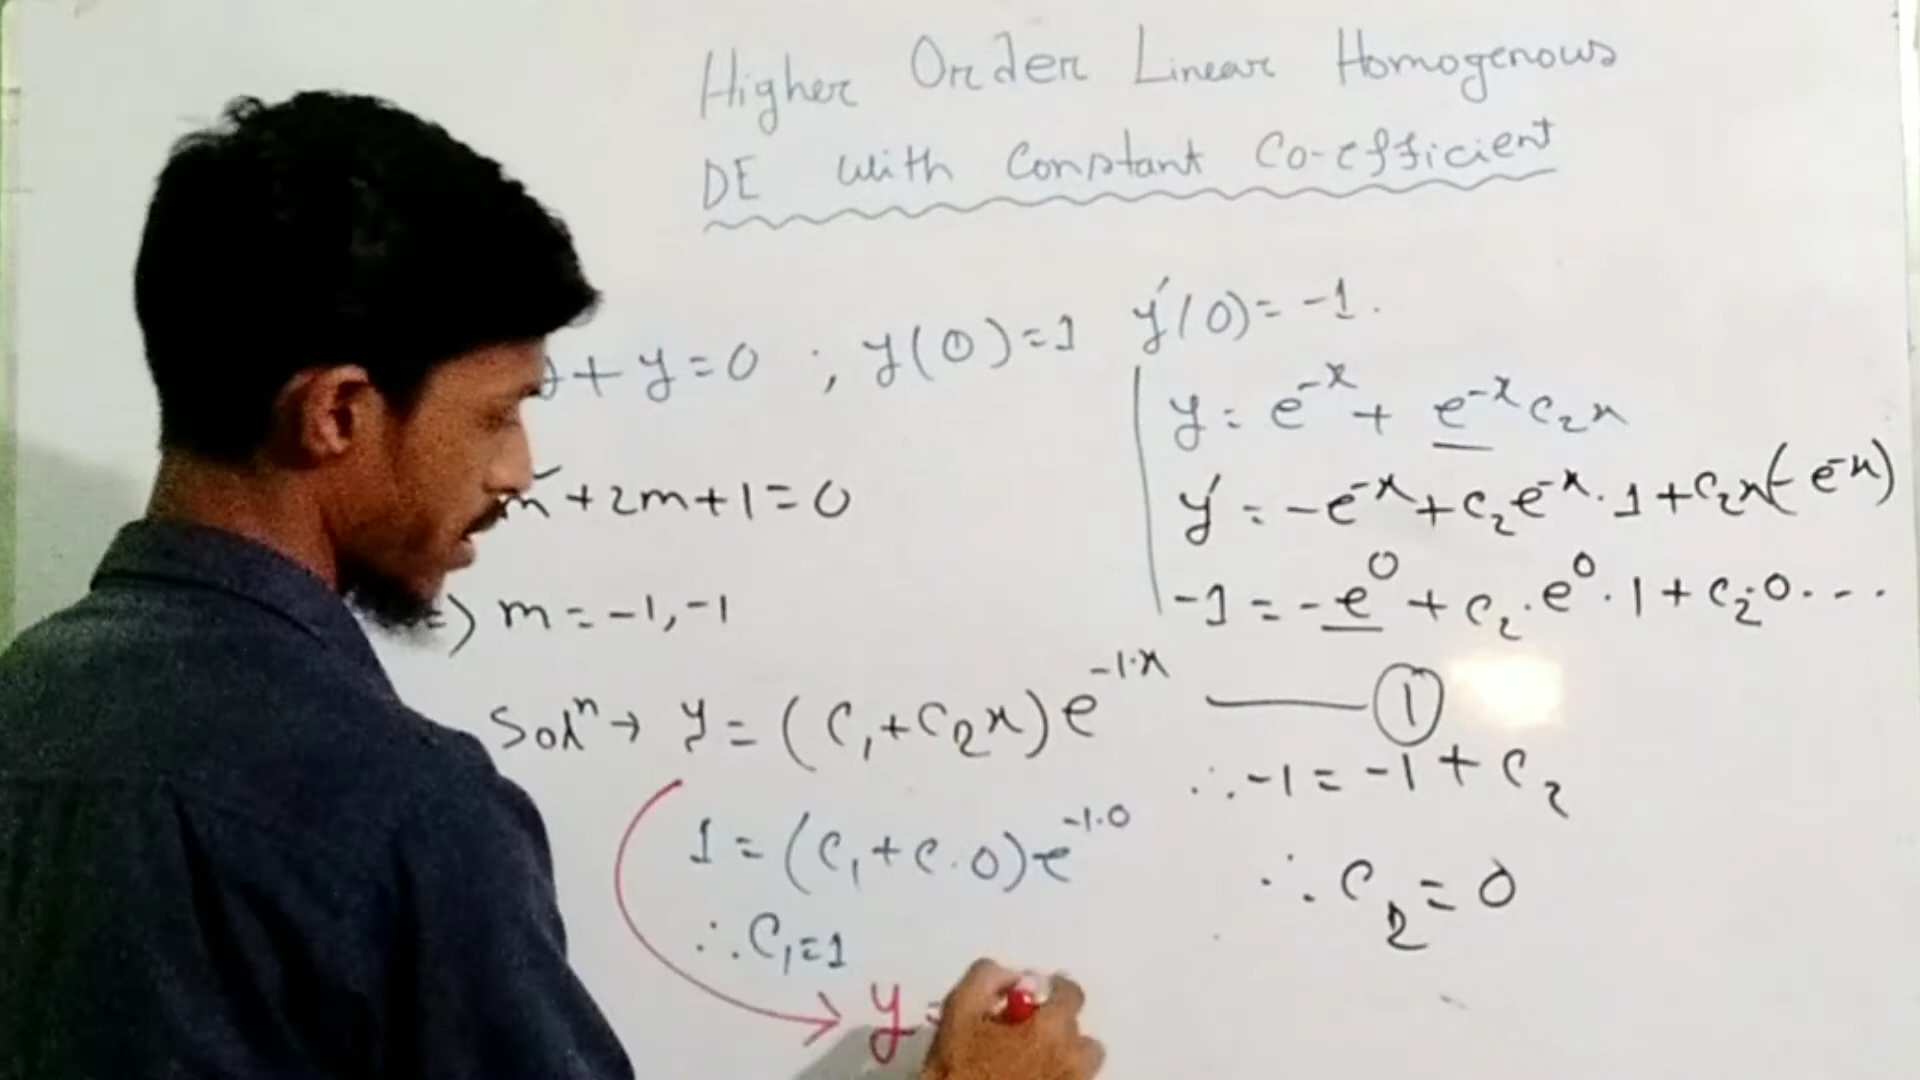 Higher Order Linear Homogenous
DE with Constant Co-efficient
+ y = 0 ; y(0) = 1 y′(0) = -1.
m² + 2m + 1 = 0
=> m = -1, -1
Solⁿ → y = (c₁ + c₂x) e^-1·x —— ①
1 = (c₁ + c·0) e^-1·0
∴ c₁ = 1
y =
y = e^-x + e^-x c₂x
y′ = -e^-x + c₂e^-x · 1 + c₂x(-e^-x)
-1 = -e^0 + c₂ · e^0 · 1 + c₂·0 ...
∴ -1 = -1 + c₂
∴ c₂ = 0